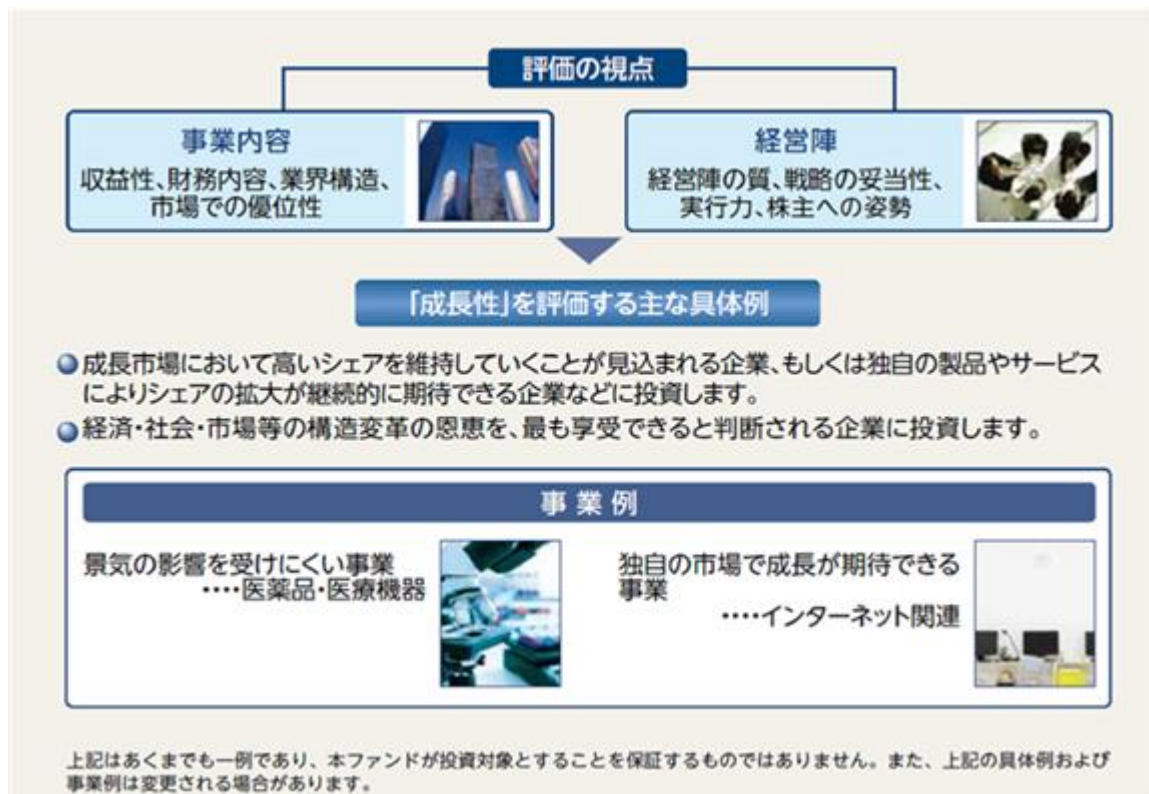 評価の視点
事業内容
収益性、財務内容、業界構造、
市場での優位性
経営陣
経営陣の質、戦略の妥当性、
実行力、株主への姿勢
「成長性」を評価する主な具体例
成長市場において高いシェアを維持していくことが見込まれる企業、もしくは独自の製品やサービス
によりシェアの拡大が継続的に期待できる企業などに投資します。
経済・社会・市場等の構造変革の恩恵を、最も享受できると判断される企業に投資します。
事業例
景気の影響を受けにくい事業
････医薬品・医療機器
独自の市場で成長が期待できる
事業
････インターネット関連
上記はあくまでも一例であり、本ファンドが投資対象とすることを保証するものではありません。また、上記の具体例および
事業例は変更される場合があります。